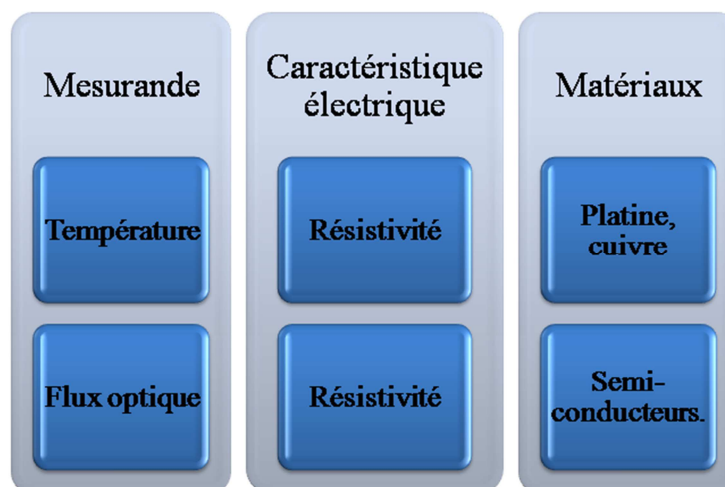 Mesurande
Température
Flux optique
Caractéristique
électrique
Résistivité
Résistivité
Matériaux
Platine,
cuivre
Semi-
conducteurs.